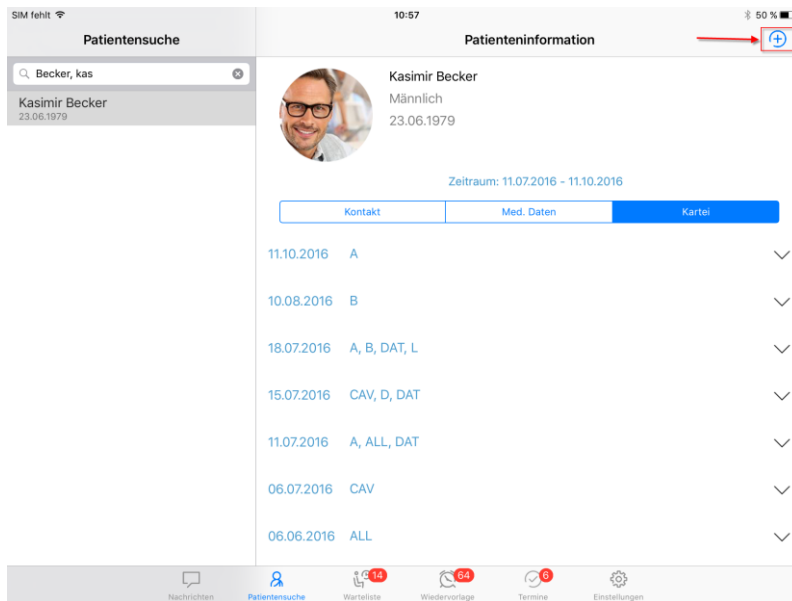 SIM fehlt 10:57 50 %
Patientensuche
Becker, kas
Kasimir Becker
23.06.1979
Patienteninformation
Kasimir Becker
Männlich
23.06.1979
Zeitraum: 11.07.2016 - 11.10.2016
Kontakt Med. Daten Kartei
11.10.2016 A
10.08.2016 B
18.07.2016 A, B, DAT, L
15.07.2016 CAV, D, DAT
11.07.2016 A, ALL, DAT
06.07.2016 CAV
06.06.2016 ALL
14 64 6
Nachrichten Patientensuche Warteliste Wiedervorlage Termine Einstellungen